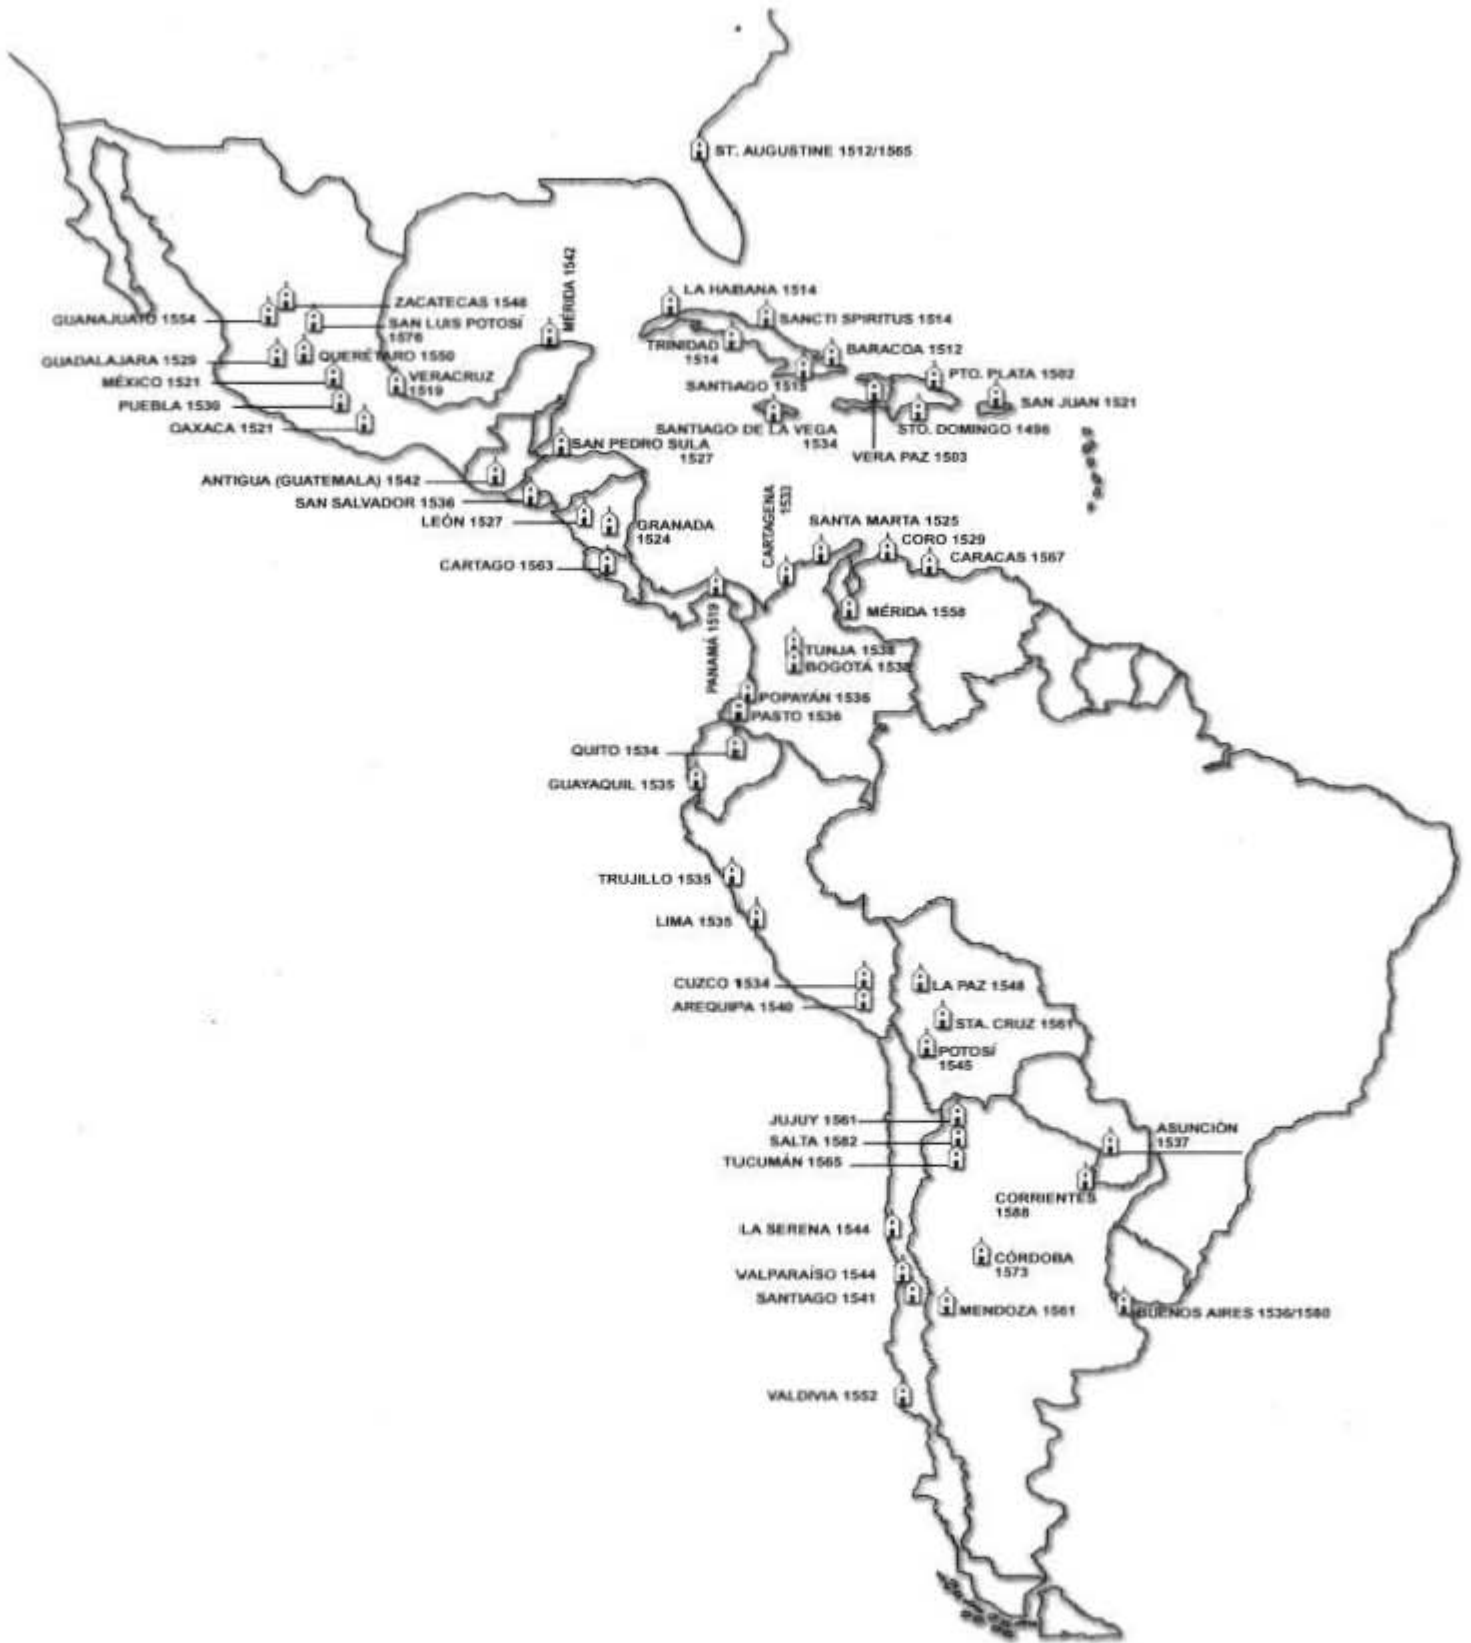 ST. AUGUSTINE 1512/1565
MÉRIDA 1542
LA HABANA 1514
ZACATECAS 1548
GUANAJUATO 1554
SAN LUIS POTOSÍ
1576
SANCTI SPIRITUS 1514
TRINIDAD
1514
BARACOA 1512
GUADALAJARA 1529
QUERÉTARO 1550
MÉXICO 1521
VERACRUZ
1519
SANTIAGO 1515
PTO. PLATA 1502
PUEBLA 1530
SAN JUAN 1521
OAXACA 1521
SANTIAGO DE LA VEGA
1534
STO. DOMINGO 1496
SAN PEDRO SULA
1527
VERA PAZ 1503
ANTIGUA (GUATEMALA) 1542
SAN SALVADOR 1536
LEÓN 1527
GRANADA
1524
CARTAGENA
1533
SANTA MARTA 1525
CORO 1529
CARACAS 1567
CARTAGO 1563
MÉRIDA 1558
PANAMÁ 1519
TUNJA 1538
BOGOTÁ 1538
POPAYÁN 1536
PASTO 1536
QUITO 1534
GUAYAQUIL 1535
TRUJILLO 1535
LIMA 1535
CUZCO 1534
LA PAZ 1548
AREQUIPA 1540
STA. CRUZ 1561
POTOSÍ
1545
JUJUY 1561
ASUNCIÓN
1537
SALTA 1582
TUCUMÁN 1565
CORRIENTES
1588
LA SERENA 1544
CÓRDOBA
1573
VALPARAÍSO 1544
SANTIAGO 1541
MENDOZA 1561
BUENOS AIRES 1536/1580
VALDIVIA 1552